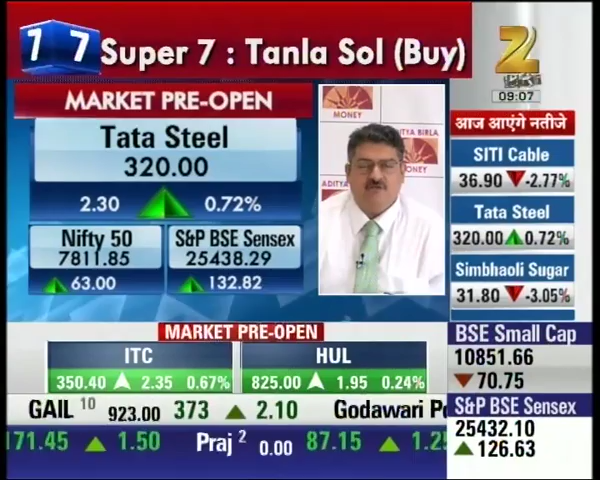 7 7 Super 7 : Tanla Sol (Buy)
Z
09:07
MARKET PRE-OPEN
Tata Steel
320.00
2.30 0.72%
Nifty 50
7811.85
63.00
S&P BSE Sensex
25438.29
132.82
MONEY
ADITYA BIRLA
MONEY
ADITYA
आज आएंगे नतीजे
SITI Cable
36.90 -2.77%
Tata Steel
320.00 0.72%
Simbhaoli Sugar
31.80 -3.05%
MARKET PRE-OPEN
ITC
350.40 2.35 0.67%
HUL
825.00 1.95 0.24%
BSE Small Cap
10851.66
70.75
S&P BSE Sensex
25432.10
126.63
GAIL 10 923.00 373 2.10 Godawari
171.45 1.50 Praj 2 0.00 87.15